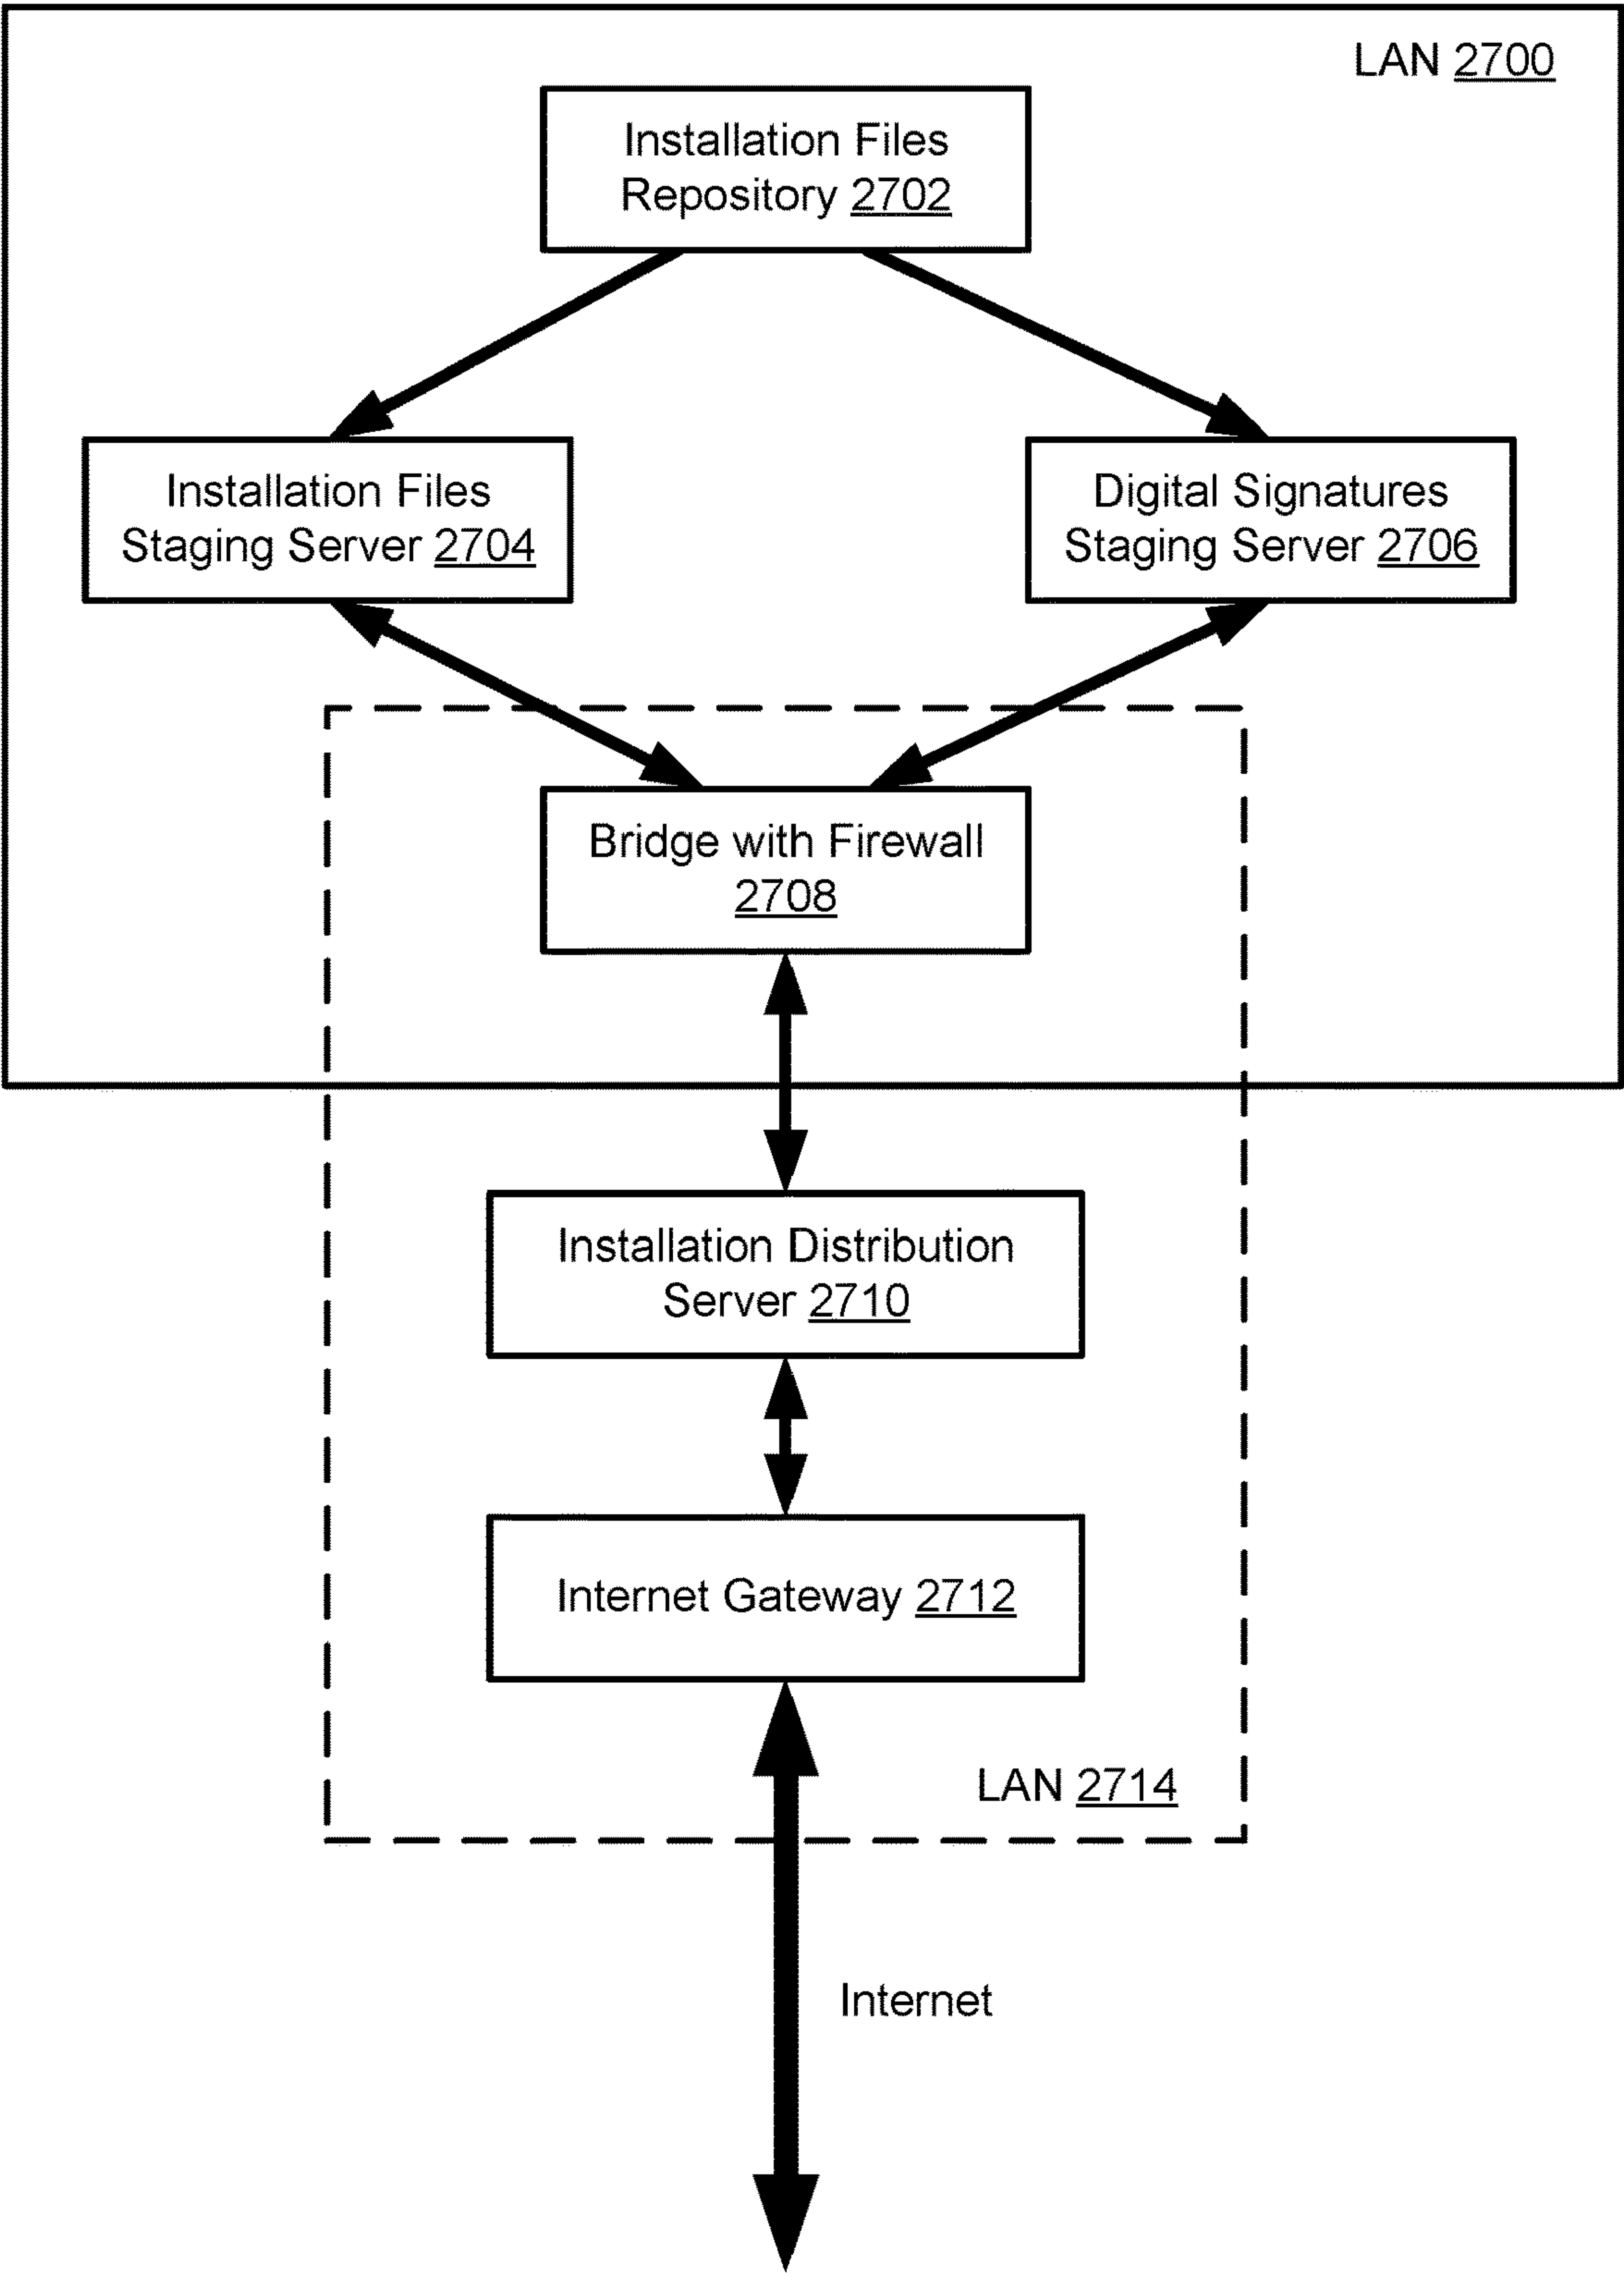 LAN 2700
Installation Files
Repository 2702
Installation Files
Staging Server 2704
Digital Signatures
Staging Server 2706
Bridge with Firewall
2708
Installation Distribution
Server 2710
Internet Gateway 2712
LAN 2714
Internet